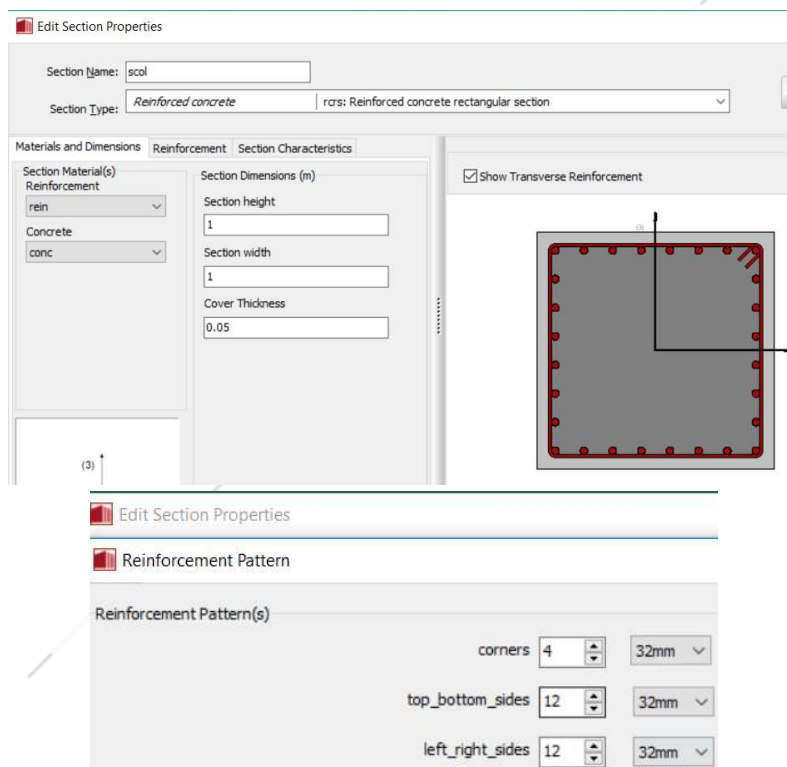 Edit Section Properties
Section Name: scol
Section Type: Reinforced concrete rcrs: Reinforced concrete rectangular section
Materials and Dimensions Reinforcement Section Characteristics
Section Material(s)
Reinforcement
rein
Concrete
conc
Section Dimensions (m)
Section height
1
Section width
1
Cover Thickness
0.05
Show Transverse Reinforcement
(3)
(3)
Edit Section Properties
Reinforcement Pattern
Reinforcement Pattern(s)
corners 4 32mm
top_bottom_sides 12 32mm
left_right_sides 12 32mm